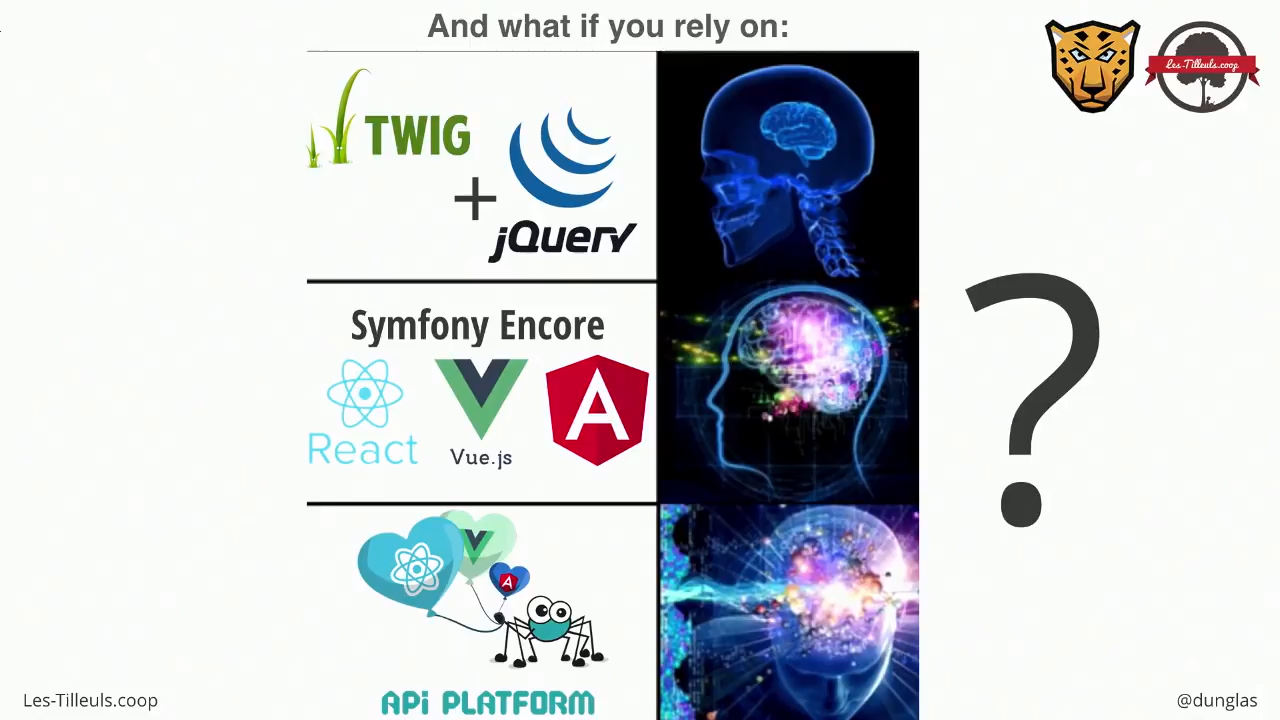 And what if you rely on:
Les-Tilleuls.coop
TWIG
+
jQuery
Symfony Encore
React
Vue.js
A
?
A
API PLATFORM
Les-Tilleuls.coop
@dunglas